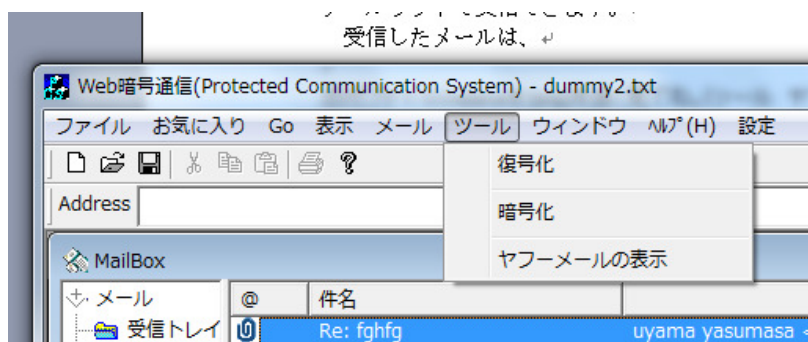 受信したメールは、↵
Web暗号通信(Protected Communication System) - dummy2.txt
ファイル お気に入り Go 表示 メール ツール ウィンドウ ﾍﾙﾌﾟ(H) 設定
復号化
Address
暗号化
ヤフーメールの表示
MailBox
メール @ 件名
受信トレイ Re: fghfg uyama yasumasa <